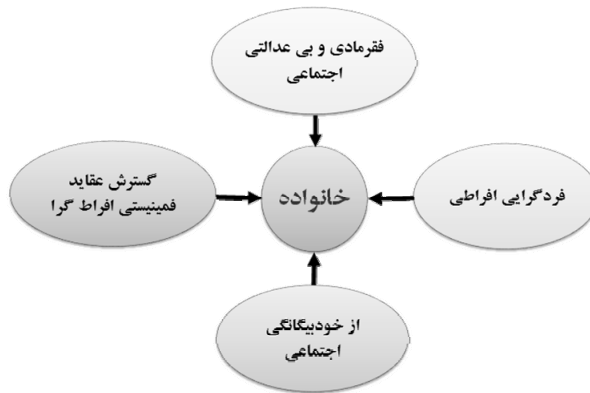 فقرمادی و بی عدالتی
اجتماعی
گسترش عقاید
فمینیستی افراط گرا
خانواده
فردگرایی افراطی
از خودبیگانگی
اجتماعی